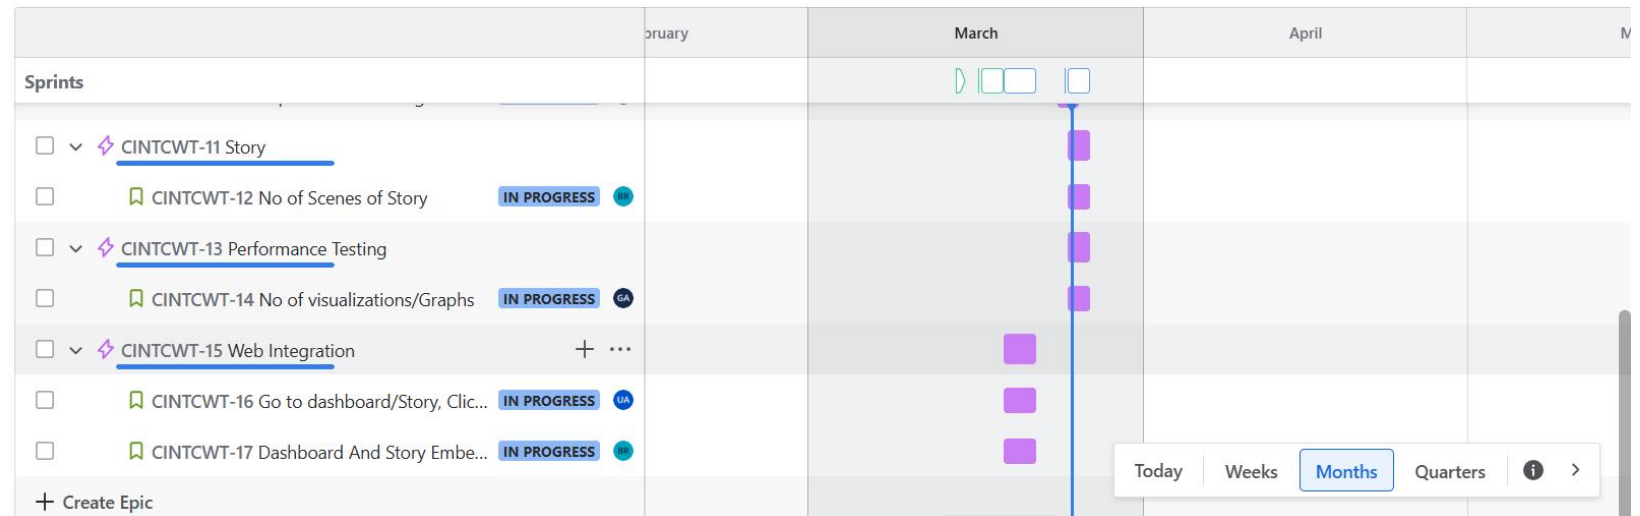 March
April
Sprints
CINTCWT-11 Story
CINTCWT-12 No of Scenes of Story IN PROGRESS BR
CINTCWT-13 Performance Testing
CINTCWT-14 No of visualizations/Graphs IN PROGRESS GA
CINTCWT-15 Web Integration
CINTCWT-16 Go to dashboard/Story, Clic... IN PROGRESS UA
CINTCWT-17 Dashboard And Story Embe... IN PROGRESS BR
Today Weeks Months Quarters
Create Epic